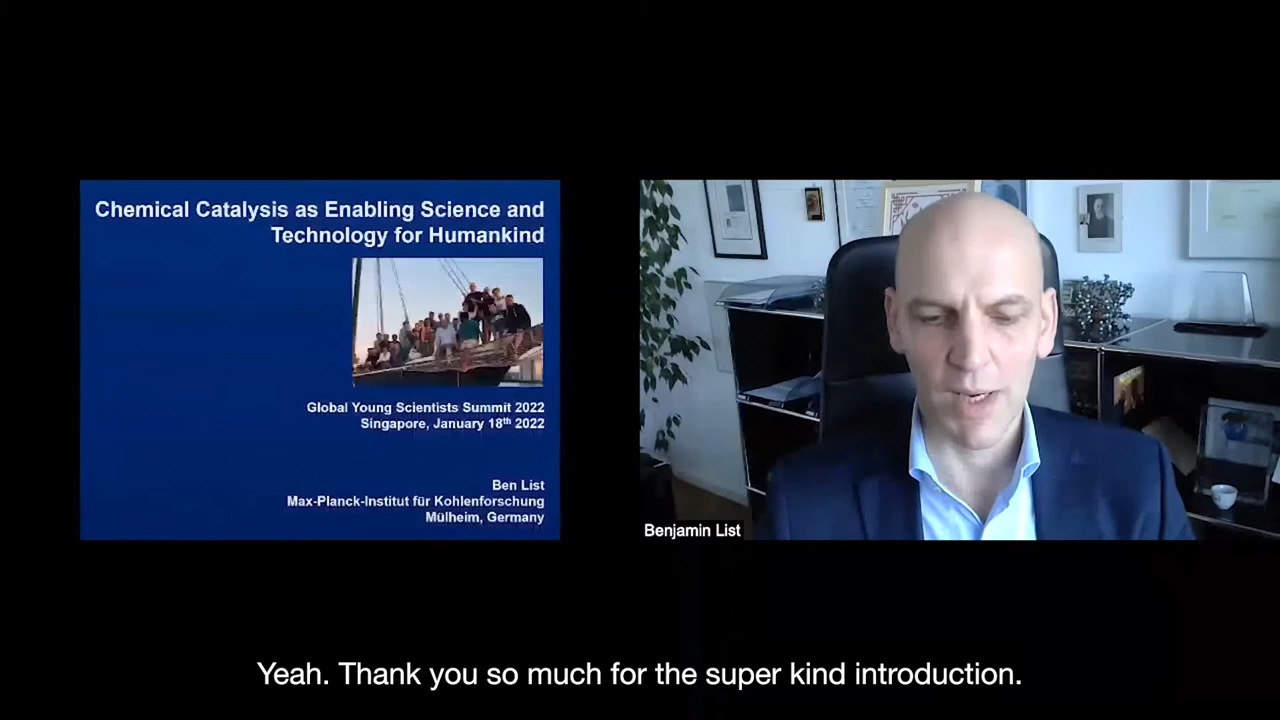 Chemical Catalysis as Enabling Science and
Technology for Humankind
Global Young Scientists Summit 2022
Singapore, January 18th 2022
Ben List
Max-Planck-Institut für Kohlenforschung
Mülheim, Germany
Benjamin List
Yeah. Thank you so much for the super kind introduction.